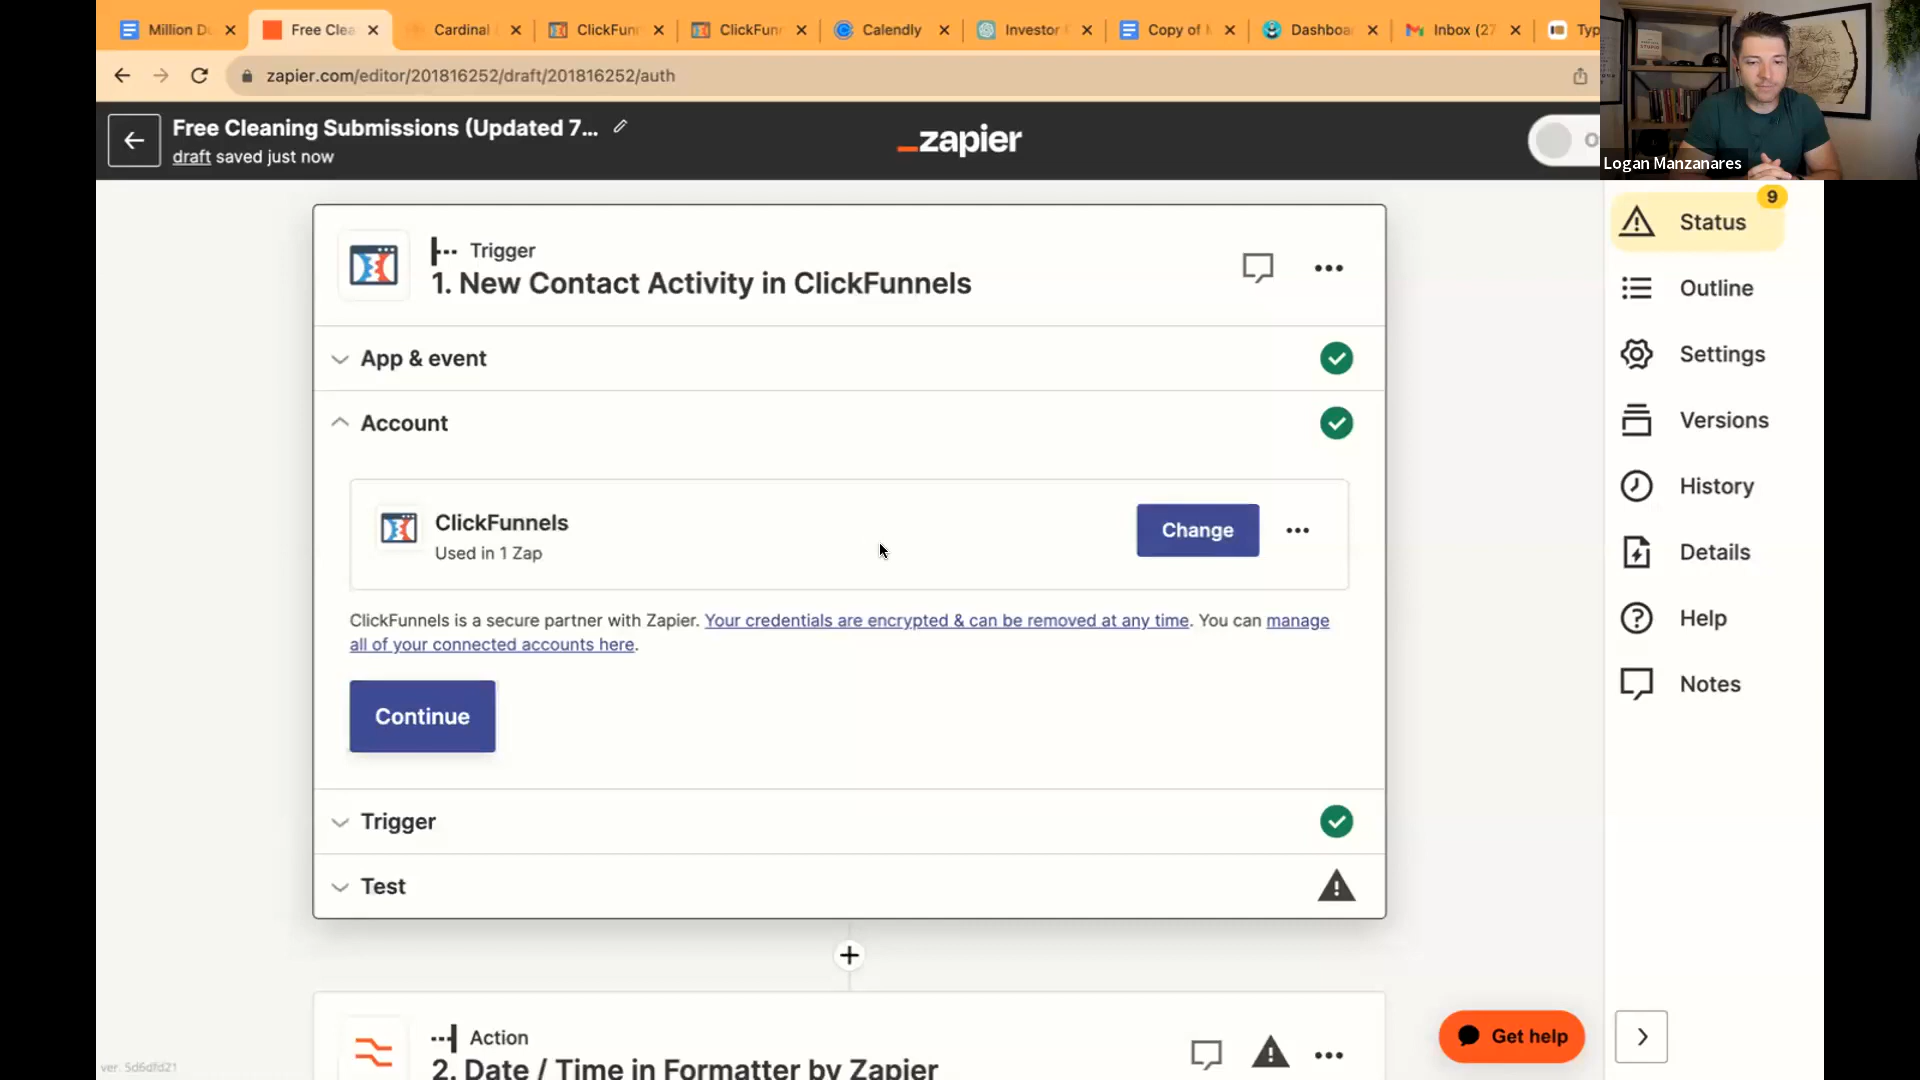 Million D
Free Clea
Cardinal
ClickFun
ClickFun
Calendly
Investor
Copy of
Dashboa
Inbox (27
Typ
zapier.com/editor/201816252/draft/201816252/auth
Logan Manzanares
Free Cleaning Submissions (Updated 7...
draft saved just now
zapier
Status
9
Outline
Settings
Versions
History
Details
Help
Notes
Trigger
1. New Contact Activity in ClickFunnels
App & event
Account
ClickFunnels
Used in 1 Zap
Change
ClickFunnels is a secure partner with Zapier. Your credentials are encrypted & can be removed at any time. You can manage
all of your connected accounts here.
Continue
Trigger
Test
Action
2. Date / Time in Formatter by Zapier
Get help
ver. 5d6dfd21